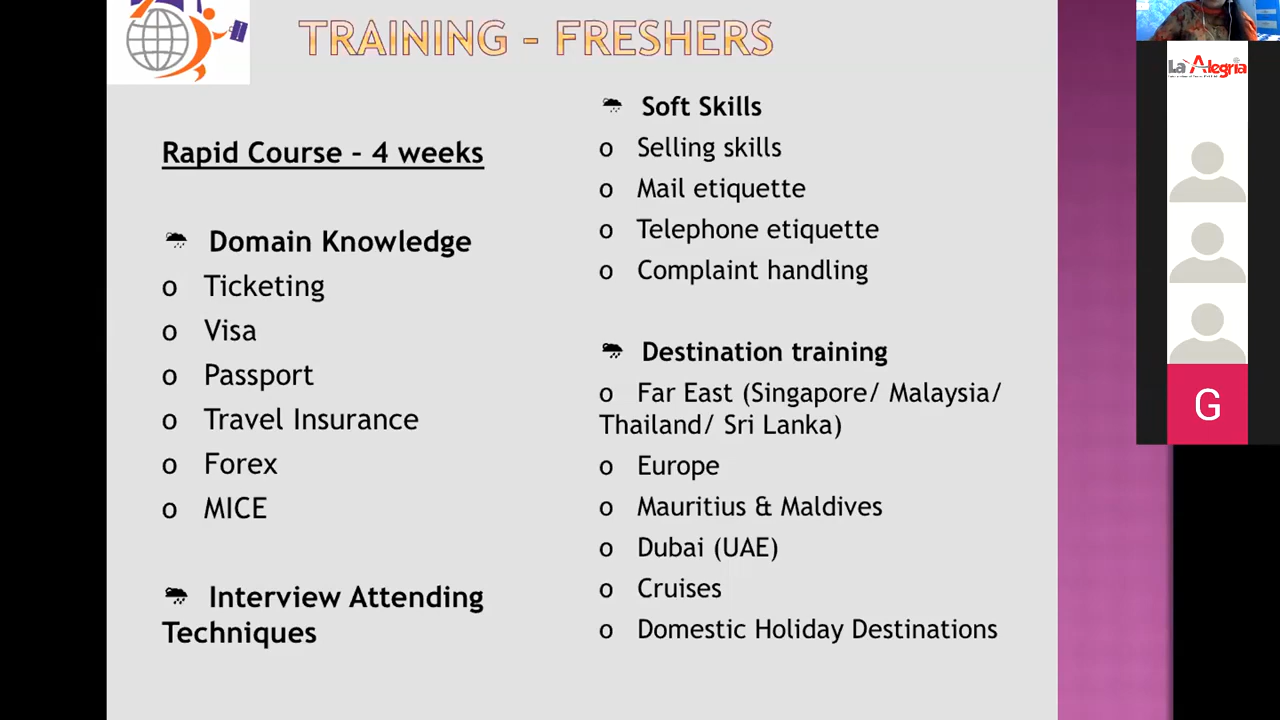 TRAINING - FRESHERS
Rapid Course - 4 weeks
Domain Knowledge
o Ticketing
o Visa
o Passport
o Travel Insurance
o Forex
o MICE
Interview Attending
Techniques
Soft Skills
o Selling skills
o Mail etiquette
o Telephone etiquette
o Complaint handling
Destination training
o Far East (Singapore/ Malaysia/
Thailand/ Sri Lanka)
o Europe
o Mauritius & Maldives
o Dubai (UAE)
o Cruises
o Domestic Holiday Destinations
La Alegria
G